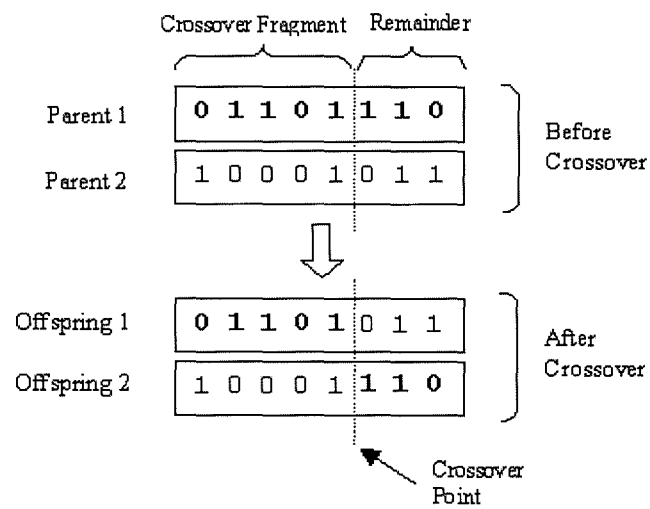 Crossover Fragment Remainder
Parent 1 0 1 1 0 1 1 1 0
Parent 2 1 0 0 0 1 0 1 1
Before
Crossover
Offspring 1 0 1 1 0 1 0 1 1
Offspring 2 1 0 0 0 1 1 1 0
After
Crossover
Crossover
Point